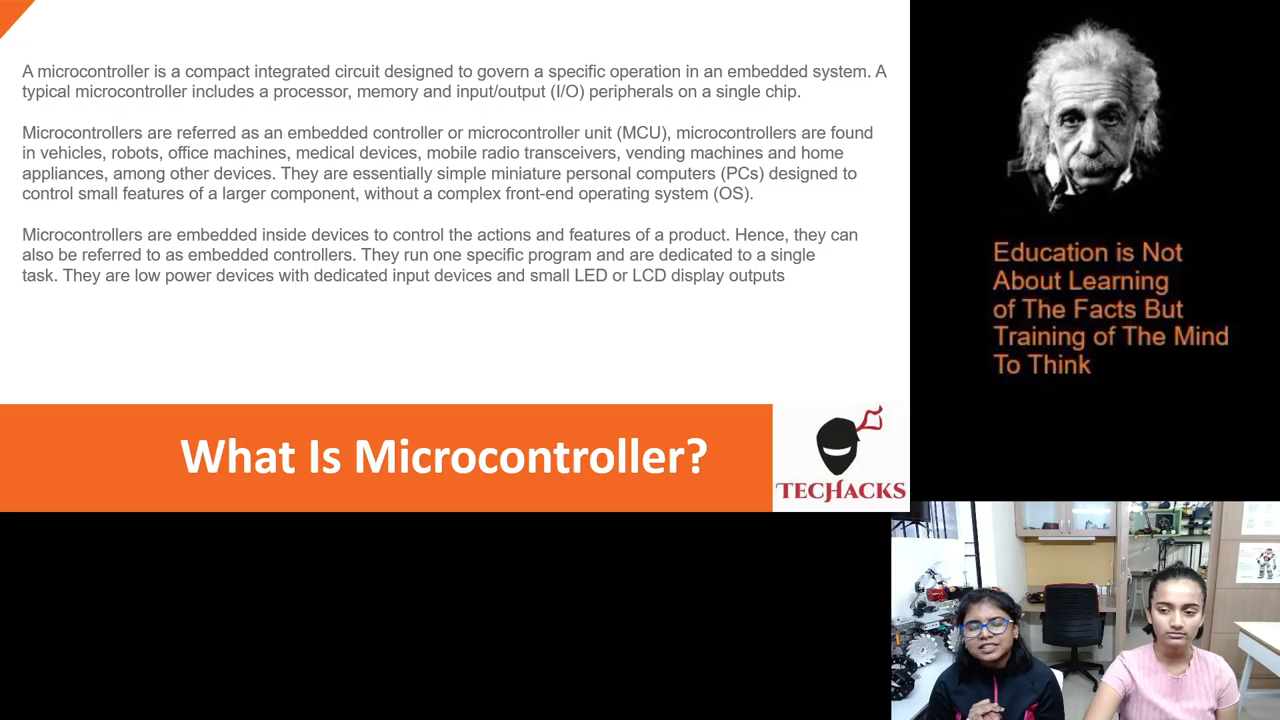 A microcontroller is a compact integrated circuit designed to govern a specific operation in an embedded system. A
typical microcontroller includes a processor, memory and input/output (I/O) peripherals on a single chip.
Microcontrollers are referred as an embedded controller or microcontroller unit (MCU), microcontrollers are found
in vehicles, robots, office machines, medical devices, mobile radio transceivers, vending machines and home
appliances, among other devices. They are essentially simple miniature personal computers (PCs) designed to
control small features of a larger component, without a complex front-end operating system (OS).
Microcontrollers are embedded inside devices to control the actions and features of a product. Hence, they can
also be referred to as embedded controllers. They run one specific program and are dedicated to a single
task. They are low power devices with dedicated input devices and small LED or LCD display outputs
What Is Microcontroller?
TECHACKS
Education is Not
About Learning
of The Facts But
Training of The Mind
To Think